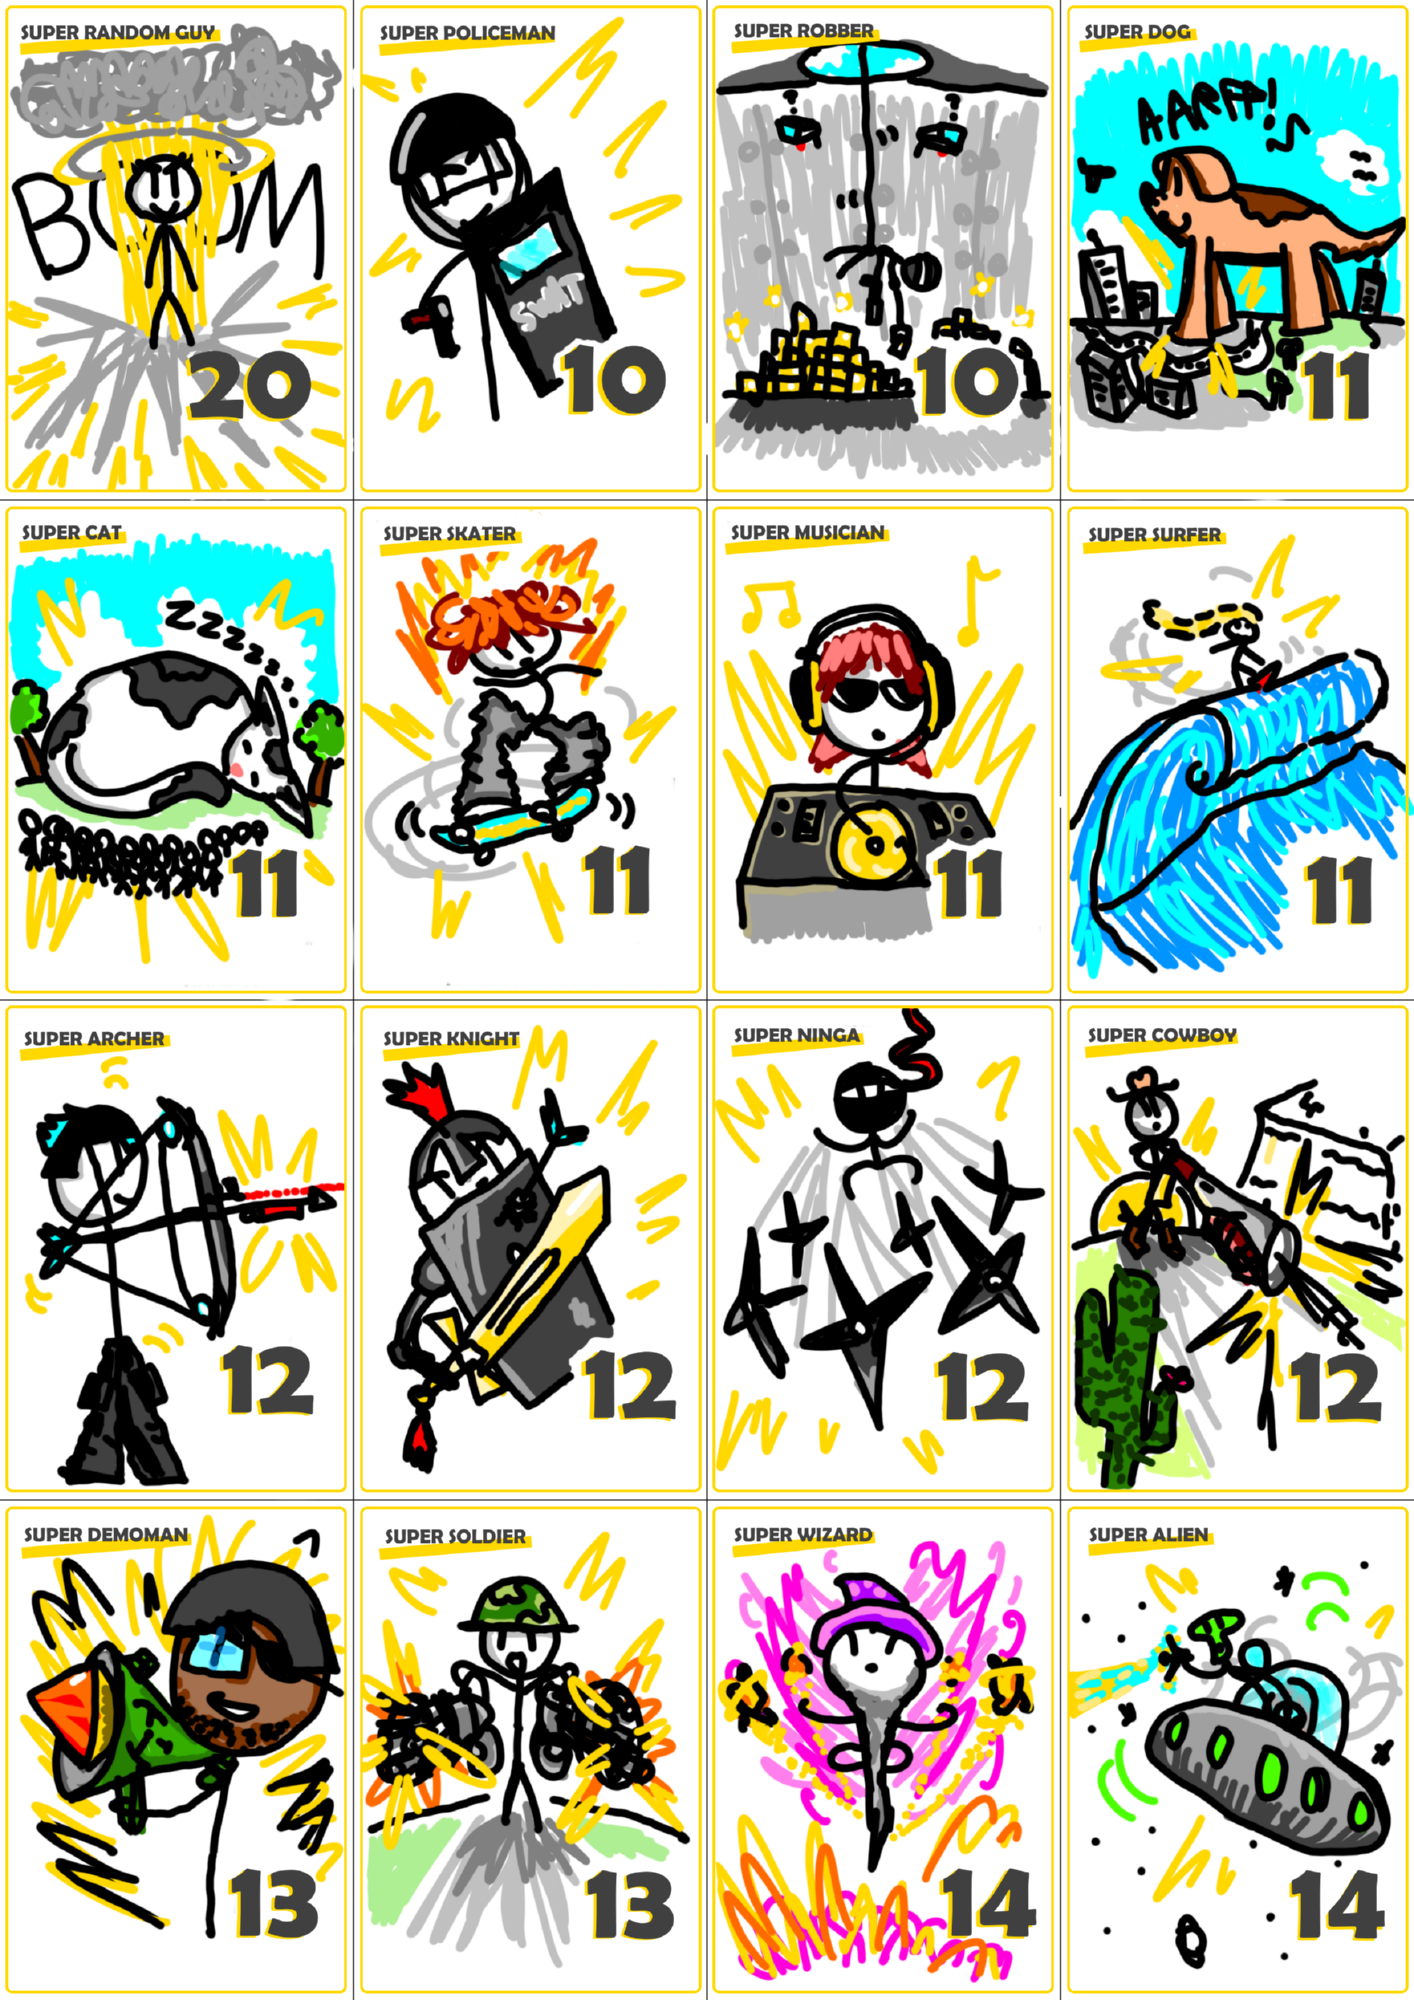 SUPER RANDOM GUY
BOOM
20
SUPER POLICEMAN
SWAT
10
SUPER ROBBER
?
?
10
SUPER DOG
AARFF!
11
SUPER CAT
ZZZZZZZ
11
SUPER SKATER
11
SUPER MUSICIAN
11
SUPER SURFER
11
SUPER ARCHER
12
SUPER KNIGHT
12
SUPER NINGA
12
SUPER COWBOY
12
SUPER DEMOMAN
13
SUPER SOLDIER
13
SUPER WIZARD
14
SUPER ALIEN
14